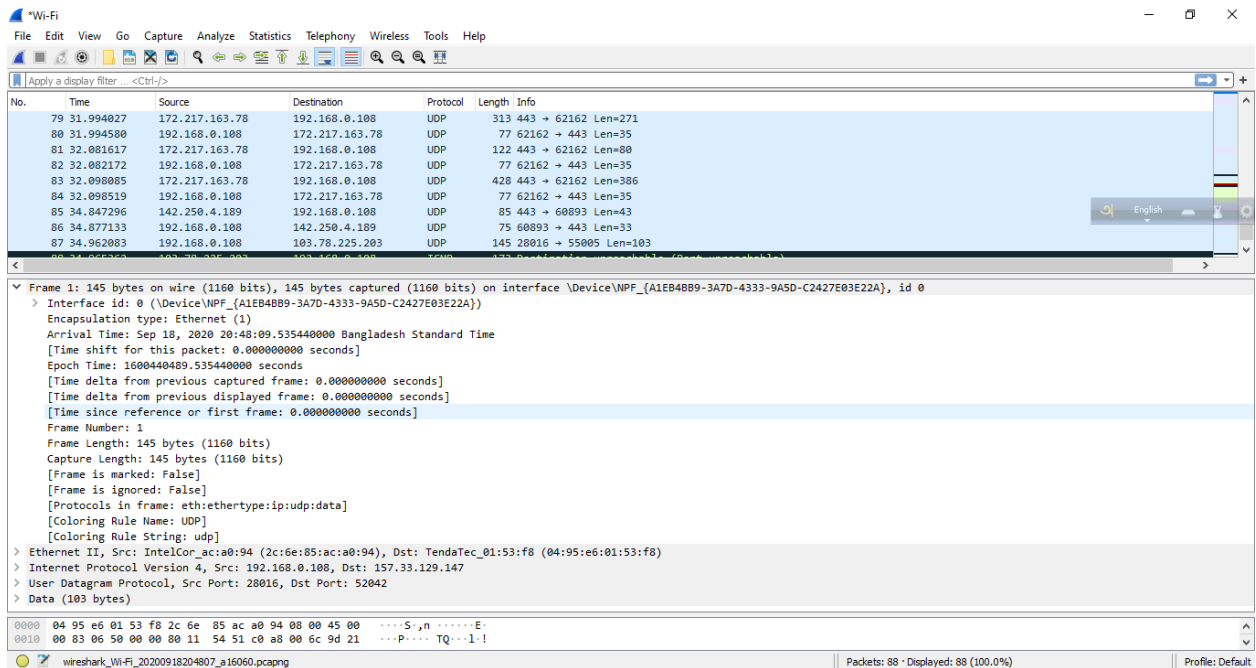 *Wi-Fi
File Edit View Go Capture Analyze Statistics Telephony Wireless Tools Help
Apply a display filter ... <Ctrl-/>
No. Time Source Destination Protocol Length Info
79 31.994027 172.217.163.78 192.168.0.108 UDP 313 443 → 62162 Len=271
80 31.994580 192.168.0.108 172.217.163.78 UDP 77 62162 → 443 Len=35
81 32.081617 172.217.163.78 192.168.0.108 UDP 122 443 → 62162 Len=80
82 32.082172 192.168.0.108 172.217.163.78 UDP 77 62162 → 443 Len=35
83 32.098085 172.217.163.78 192.168.0.108 UDP 428 443 → 62162 Len=386
84 32.098519 192.168.0.108 172.217.163.78 UDP 77 62162 → 443 Len=35
85 34.847296 142.250.4.189 192.168.0.108 UDP 85 443 → 60893 Len=43
86 34.877133 192.168.0.108 142.250.4.189 UDP 75 60893 → 443 Len=33
87 34.962083 192.168.0.108 103.78.225.203 UDP 145 28016 → 55005 Len=103
88 34.965362 103.78.225.203 192.168.0.108 ICMP 173 Destination unreachable (Port unreachable)
অ English
Frame 1: 145 bytes on wire (1160 bits), 145 bytes captured (1160 bits) on interface \Device\NPF_{A1EB4BB9-3A7D-4333-9A5D-C2427E03E22A}, id 0
Interface id: 0 (\Device\NPF_{A1EB4BB9-3A7D-4333-9A5D-C2427E03E22A})
Encapsulation type: Ethernet (1)
Arrival Time: Sep 18, 2020 20:48:09.535440000 Bangladesh Standard Time
[Time shift for this packet: 0.000000000 seconds]
Epoch Time: 1600440489.535440000 seconds
[Time delta from previous captured frame: 0.000000000 seconds]
[Time delta from previous displayed frame: 0.000000000 seconds]
[Time since reference or first frame: 0.000000000 seconds]
Frame Number: 1
Frame Length: 145 bytes (1160 bits)
Capture Length: 145 bytes (1160 bits)
[Frame is marked: False]
[Frame is ignored: False]
[Protocols in frame: eth:ethertype:ip:udp:data]
[Coloring Rule Name: UDP]
[Coloring Rule String: udp]
Ethernet II, Src: IntelCor_ac:a0:94 (2c:6e:85:ac:a0:94), Dst: TendaTec_01:53:f8 (04:95:e6:01:53:f8)
Internet Protocol Version 4, Src: 192.168.0.108, Dst: 157.33.129.147
User Datagram Protocol, Src Port: 28016, Dst Port: 52042
Data (103 bytes)
0000 04 95 e6 01 53 f8 2c 6e 85 ac a0 94 08 00 45 00 ····S·,n ······E·
0010 00 83 06 50 00 00 80 11 54 51 c0 a8 00 6c 9d 21 ···P···· TQ···l·!
wireshark_Wi-Fi_20200918204807_a16060.pcapng Packets: 88 · Displayed: 88 (100.0%) Profile: Default